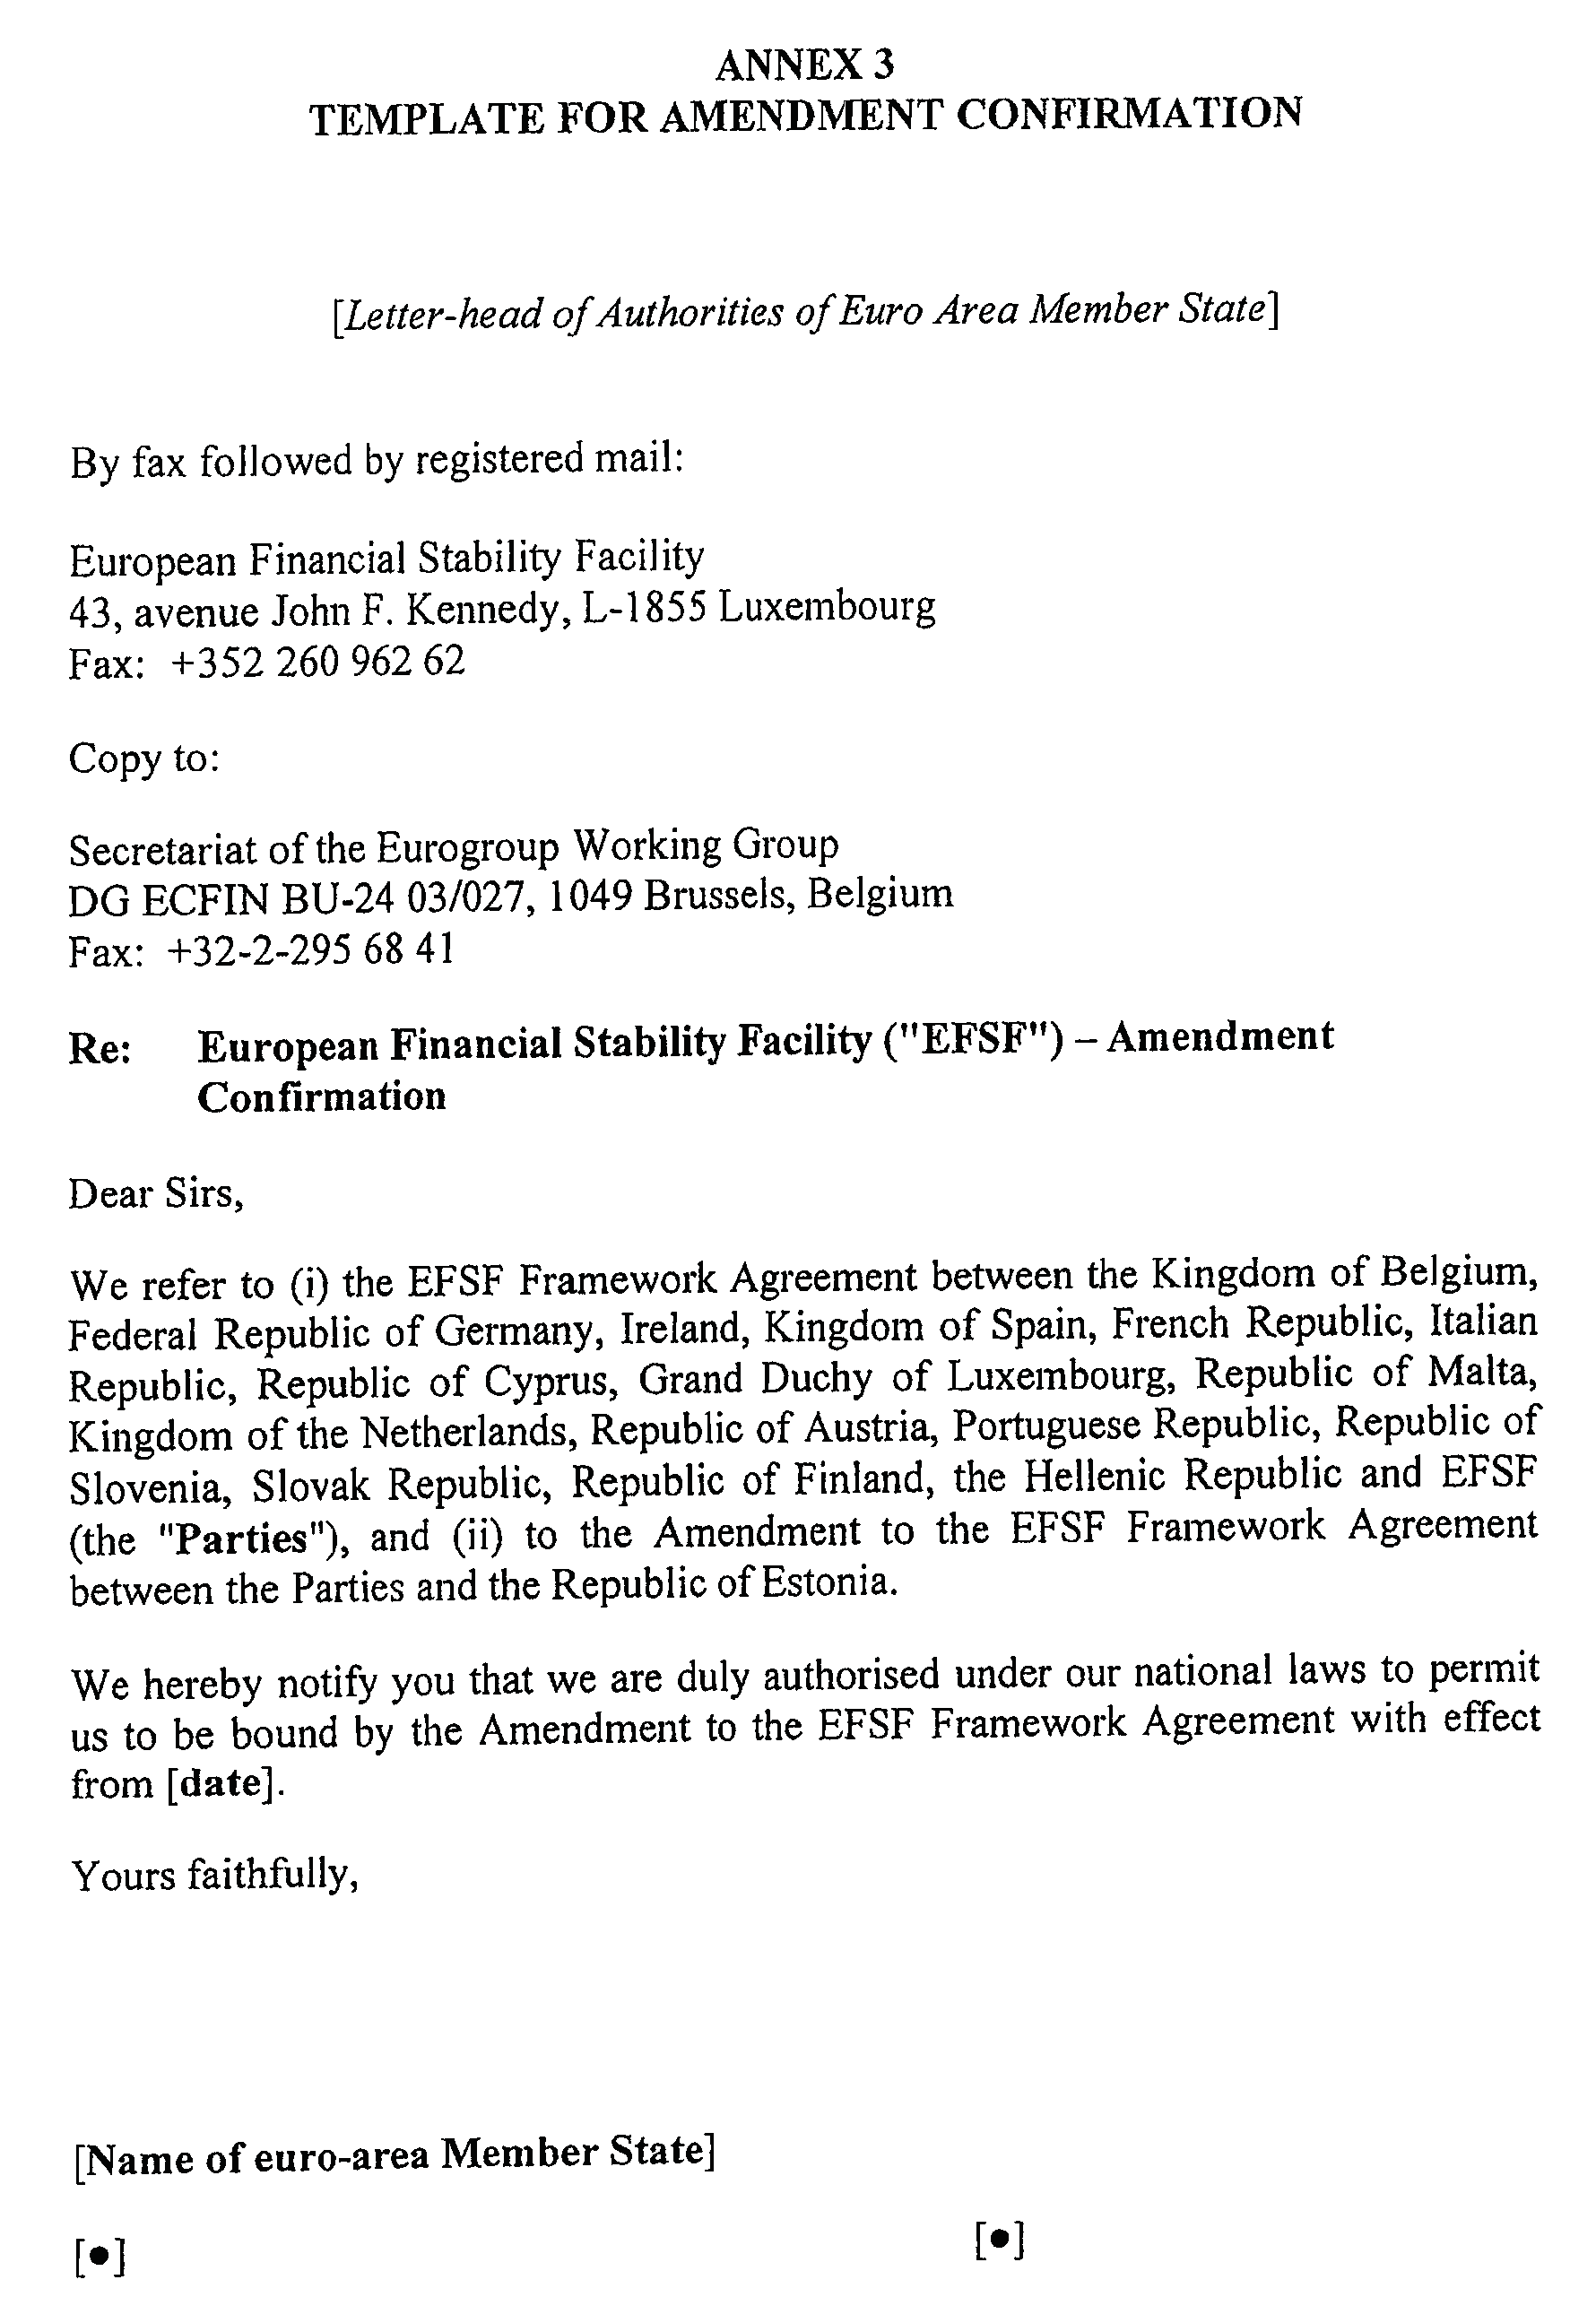 ANNEX 3
TEMPLATE FOR AMENDMENT CONFIRMATION
[Letter-head of Authorities of Euro Area Member State]
By fax followed by registered mail:
European Financial Stability Facility
43, avenue John F. Kennedy, L-1855 Luxembourg
Fax: +352 260 962 62
Copy to:
Secretariat of the Eurogroup Working Group
DG ECFIN BU-24 03/027, 1049 Brussels, Belgium
Fax: +32-2-295 68 41
Re: European Financial Stability Facility ("EFSF") – Amendment
Confirmation
Dear Sirs,
We refer to (i) the EFSF Framework Agreement between the Kingdom of Belgium,
Federal Republic of Germany, Ireland, Kingdom of Spain, French Republic, Italian
Republic, Republic of Cyprus, Grand Duchy of Luxembourg, Republic of Malta,
Kingdom of the Netherlands, Republic of Austria, Portuguese Republic, Republic of
Slovenia, Slovak Republic, Republic of Finland, the Hellenic Republic and EFSF
(the "Parties"), and (ii) to the Amendment to the EFSF Framework Agreement
between the Parties and the Republic of Estonia.
We hereby notify you that we are duly authorised under our national laws to permit
us to be bound by the Amendment to the EFSF Framework Agreement with effect
from [date].
Yours faithfully,
[Name of euro-area Member State]
[•] [•]